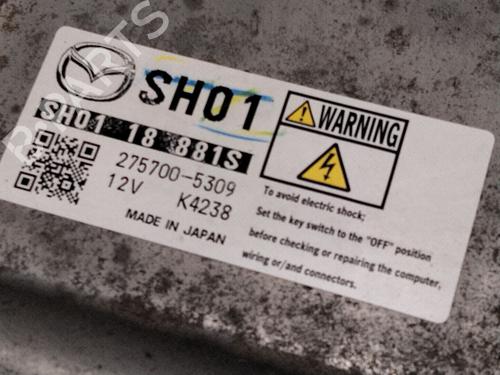 SH01
SH01 18 881S
275700-5309
12V K4238
MADE IN JAPAN
WARNING
To avoid electric shock;
Set the key switch to the "OFF" position
before checking or repairing the computer,
wiring or/and connectors.